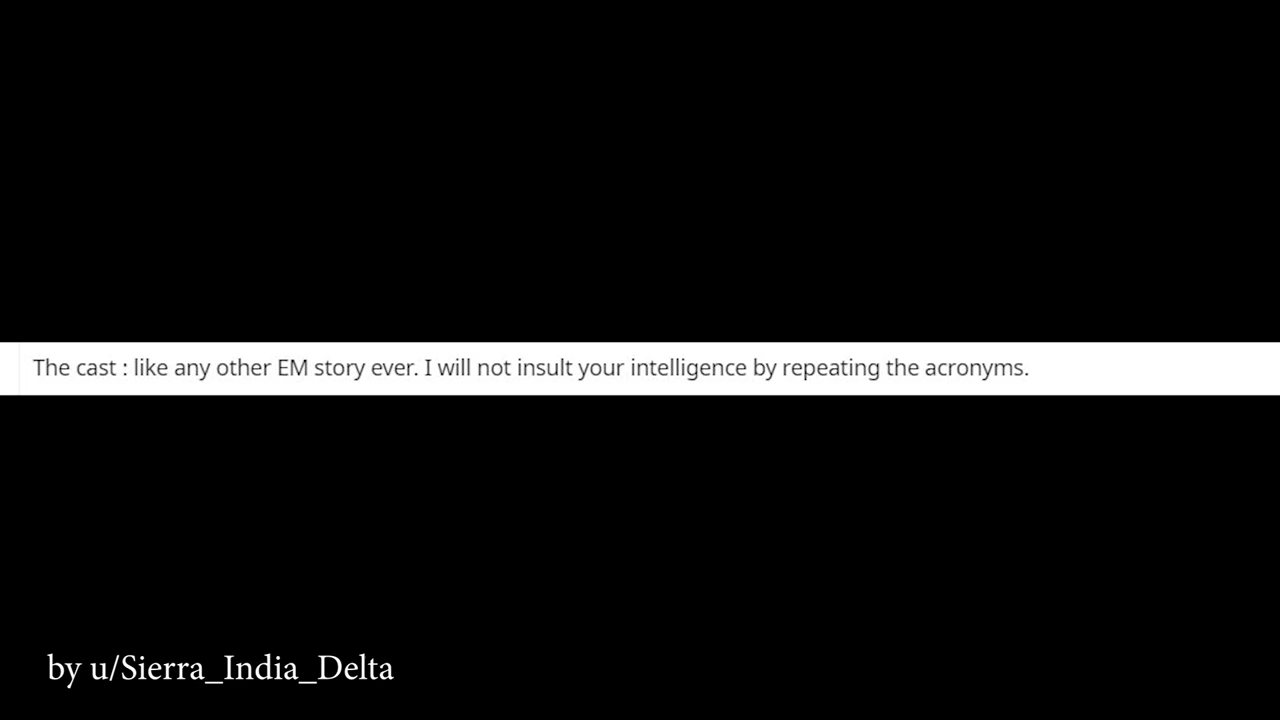 The cast : like any other EM story ever. I will not insult your intelligence by repeating the acronyms.
by u/Sierra_India_Delta